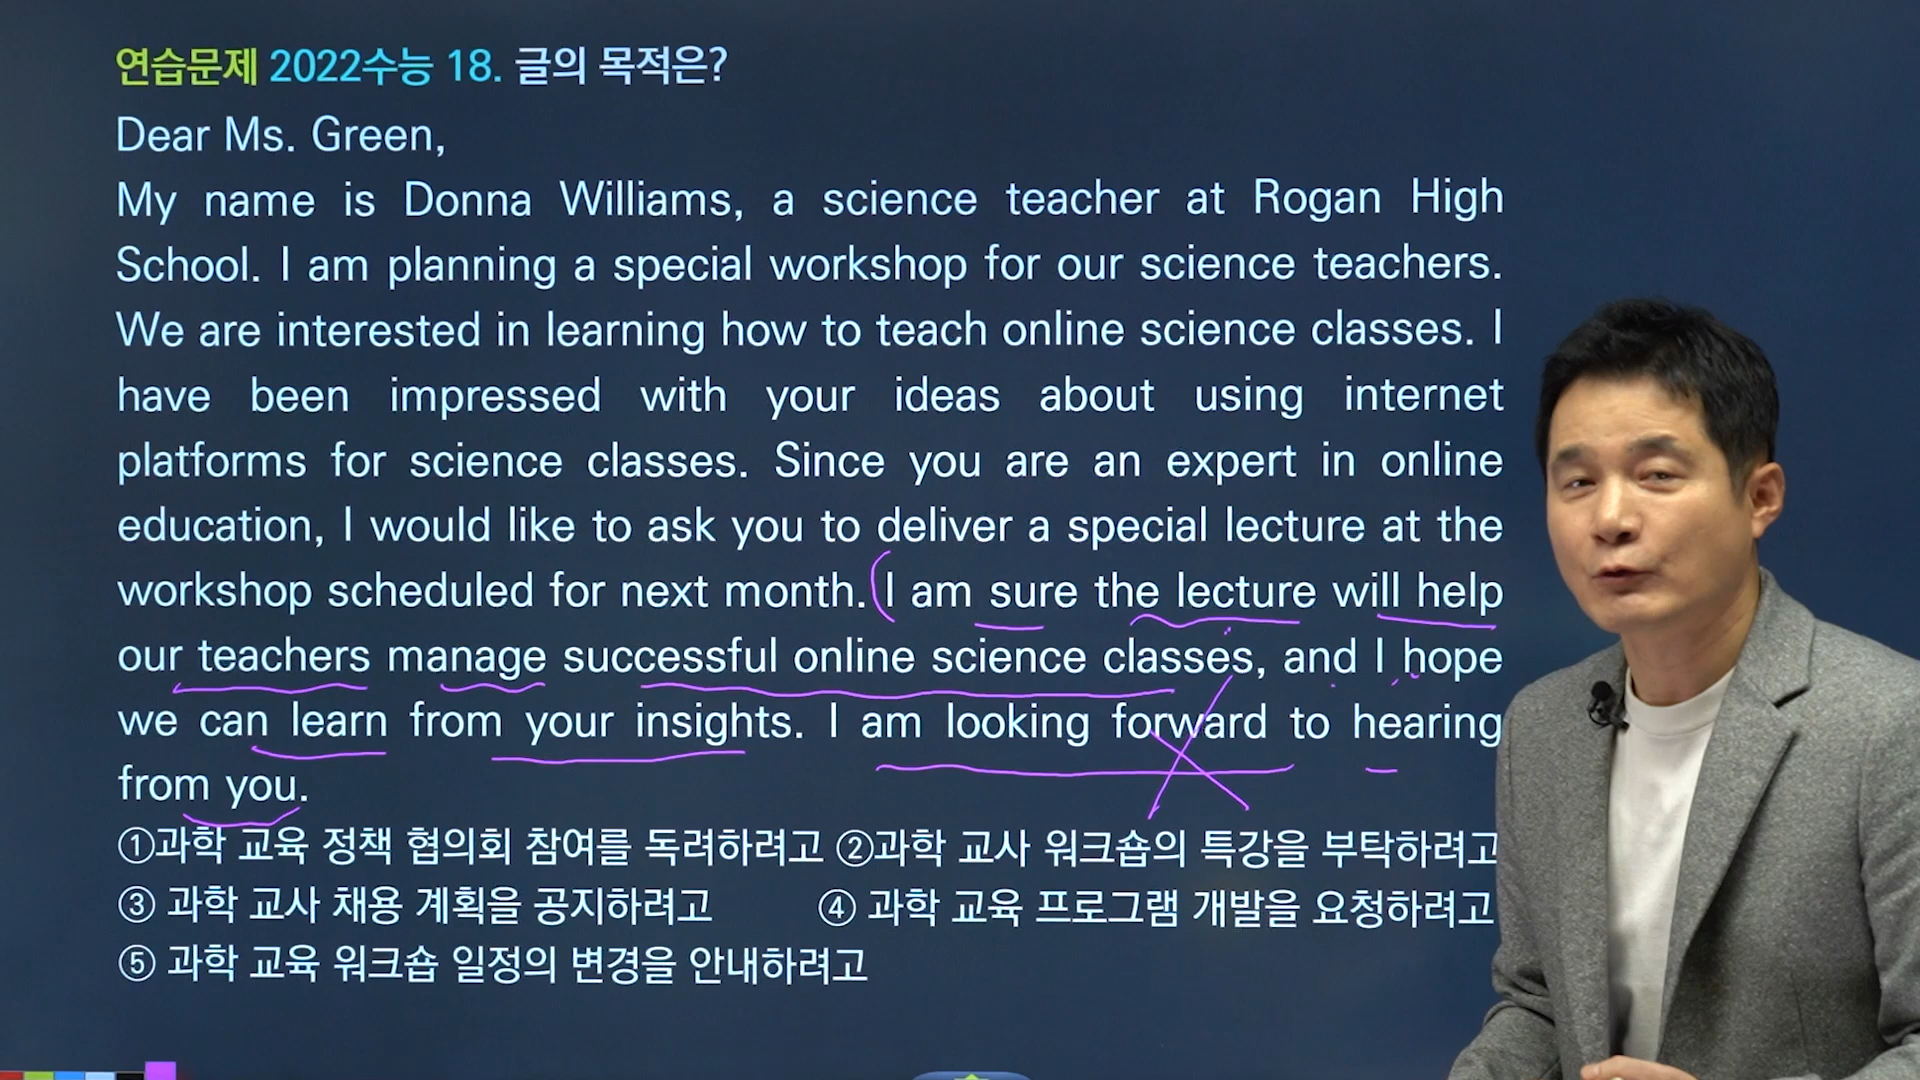 연습문제 2022수능 18. 글의 목적은?
Dear Ms. Green,
My name is Donna Williams, a science teacher at Rogan High
School. I am planning a special workshop for our science teachers.
We are interested in learning how to teach online science classes. I
have been impressed with your ideas about using internet
platforms for science classes. Since you are an expert in online
education, I would like to ask you to deliver a special lecture at the
workshop scheduled for next month. I am sure the lecture will help
our teachers manage successful online science classes, and I hope
we can learn from your insights. I am looking forward to hearing
from you.
①과학 교육 정책 협의회 참여를 독려하려고 ②과학 교사 워크숍의 특강을 부탁하려고
③ 과학 교사 채용 계획을 공지하려고 ④ 과학 교육 프로그램 개발을 요청하려고
⑤ 과학 교육 워크숍 일정의 변경을 안내하려고